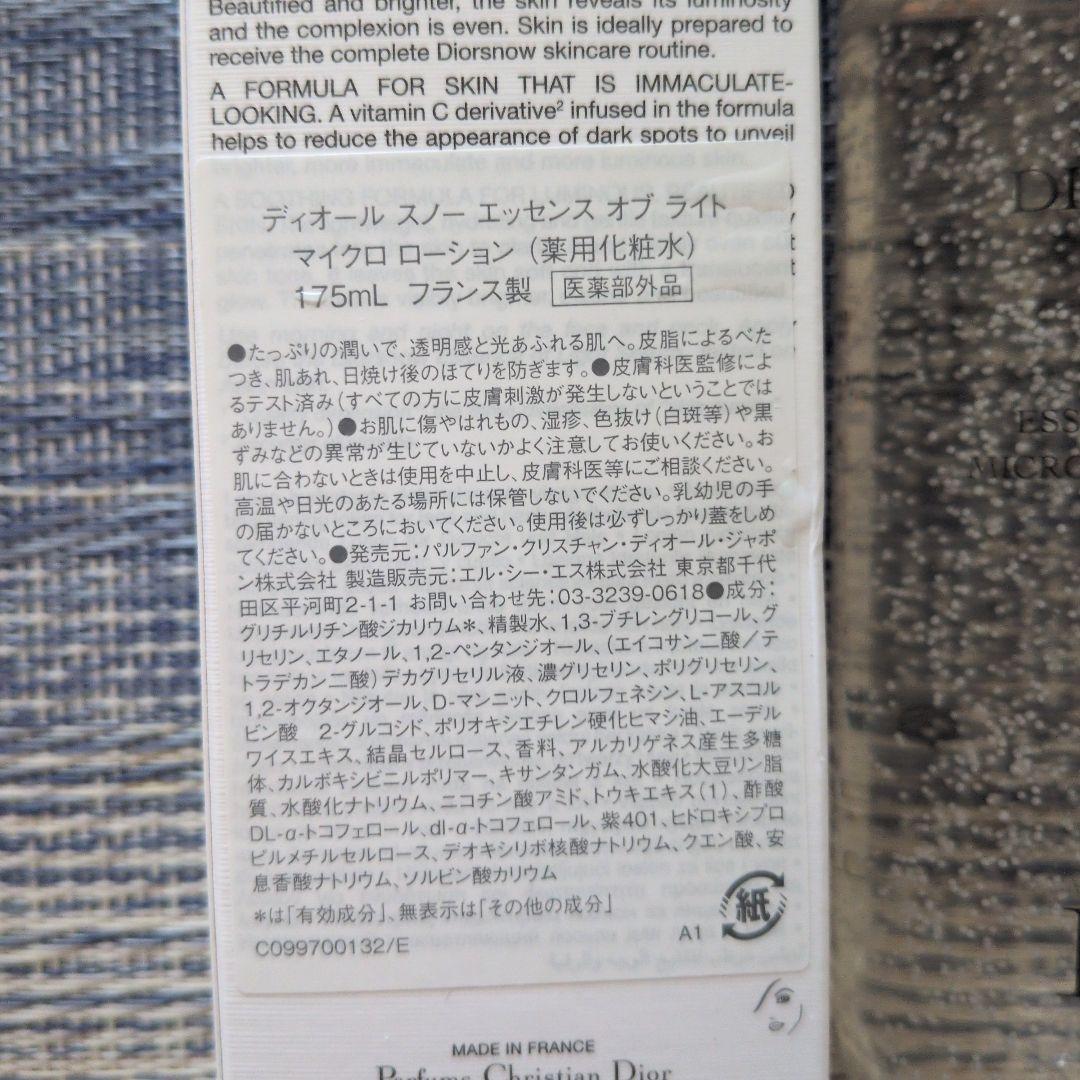 Beautified and brighter, the skin reveals its luminosity
and the complexion is even. Skin is ideally prepared to
receive the complete Diorsnow skincare routine.
A FORMULA FOR SKIN THAT IS IMMACULATE-
LOOKING. A vitamin C derivative² infused in the formula
helps to reduce the appearance of dark spots to unveil
brighter, more immaculate and more luminous skin.
ディオール スノー エッセンス オブ ライト
マイクロ ローション（薬用化粧水）
175mL フランス製 医薬部外品
●たっぷりの潤いで、透明感と光あふれる肌へ。皮脂によるべた
つき、肌あれ、日焼け後のほてりを防ぎます。●皮膚科医監修によ
るテスト済み（すべての方に皮膚刺激が発生しないということでは
ありません。）●お肌に傷やはれもの、湿疹、色抜け（白斑等）や黒
ずみなどの異常が生じていないかよく注意してお使いください。お
肌に合わないときは使用を中止し、皮膚科医等にご相談ください。
高温や日光のあたる場所には保管しないでください。乳幼児の手
の届かないところにおいてください。使用後は必ずしっかり蓋をしめ
てください。●発売元：パルファン・クリスチャン・ディオール・ジャポ
ン株式会社 製造販売元：エル・シー・エス株式会社 東京都千代
田区平河町2-1-1 お問い合わせ先：03-3239-0618●成分：
グリチルリチン酸ジカリウム＊、精製水、1,3-ブチレングリコール、グ
リセリン、エタノール、1,2-ペンタンジオール、（エイコサン二酸／テ
トラデカン二酸）デカグリセリル液、濃グリセリン、ポリグリセリン、
1,2-オクタンジオール、D-マンニット、クロルフェネシン、L-アスコル
ビン酸　2-グルコシド、ポリオキシエチレン硬化ヒマシ油、エーデル
ワイスエキス、結晶セルロース、香料、アルカリゲネス産生多糖
体、カルボキシビニルポリマー、キサンタンガム、水酸化大豆リン脂
質、水酸化ナトリウム、ニコチン酸アミド、トウキエキス（1）、酢酸
DL-α-トコフェロール、dl-α-トコフェロール、紫401、ヒドロキシプロ
ピルメチルセルロース、デオキシリボ核酸ナトリウム、クエン酸、安
息香酸ナトリウム、ソルビン酸カリウム
＊は「有効成分」、無表示は「その他の成分」
紙
C099700132/E A1
MADE IN FRANCE
Parfums Christian Dior
DI
ESS
MICRO